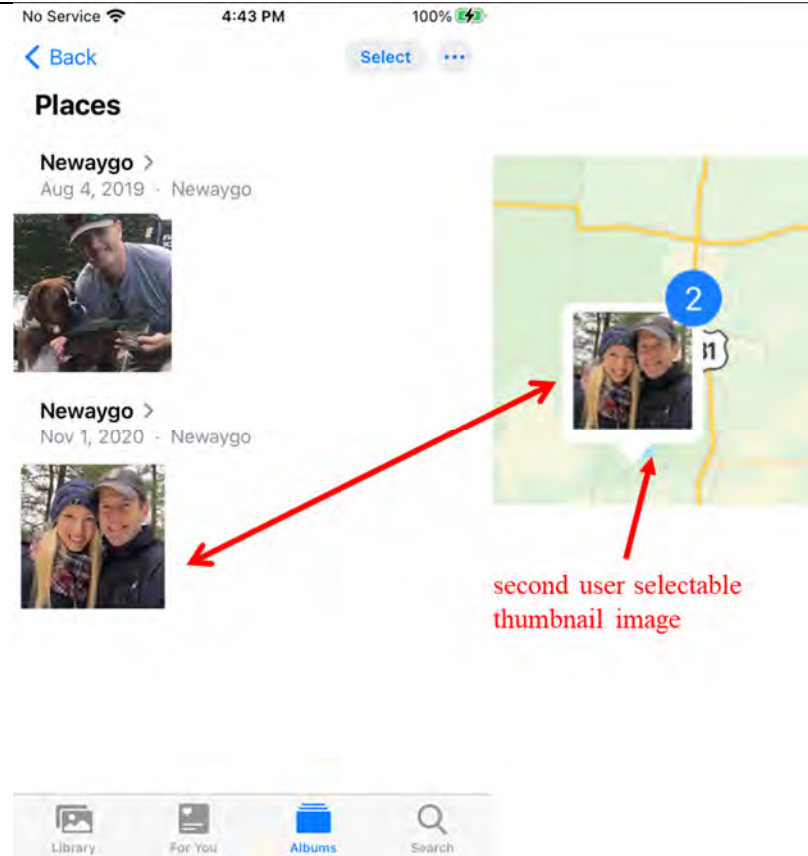 No Service 4:43 PM 100%
Back
Select ...
Places
Newaygo >
Aug 4, 2019 · Newaygo
2
Newaygo >
Nov 1, 2020 · Newaygo
second user selectable
thumbnail image
Library For You Albums Search